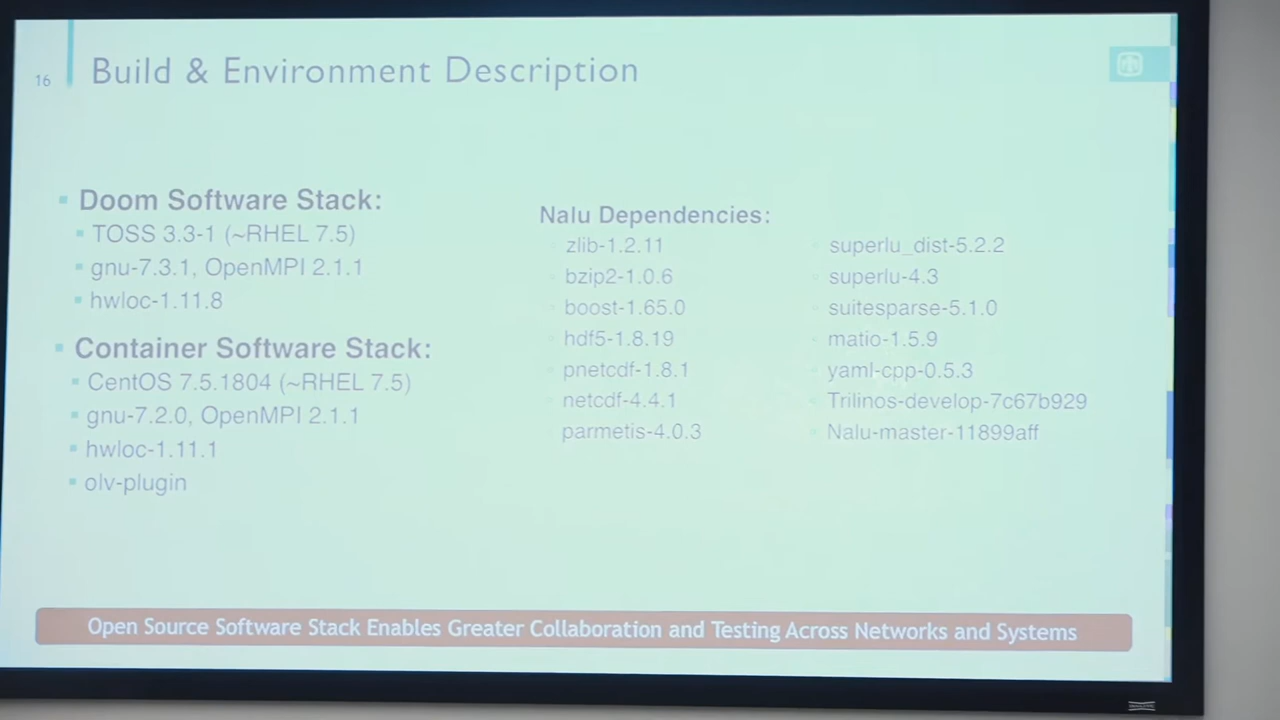 16
Build & Environment Description
Doom Software Stack:
TOSS 3.3-1 (~RHEL 7.5)
gnu-7.3.1, OpenMPI 2.1.1
hwloc-1.11.8
Container Software Stack:
CentOS 7.5.1804 (~RHEL 7.5)
gnu-7.2.0, OpenMPI 2.1.1
hwloc-1.11.1
olv-plugin
Nalu Dependencies:
zlib-1.2.11
bzip2-1.0.6
boost-1.65.0
hdf5-1.8.19
pnetcdf-1.8.1
netcdf-4.4.1
parmetis-4.0.3
superlu_dist-5.2.2
superlu-4.3
suitesparse-5.1.0
matio-1.5.9
yaml-cpp-0.5.3
Trilinos-develop-7c67b929
Nalu-master-11899aff
Open Source Software Stack Enables Greater Collaboration and Testing Across Networks and Systems